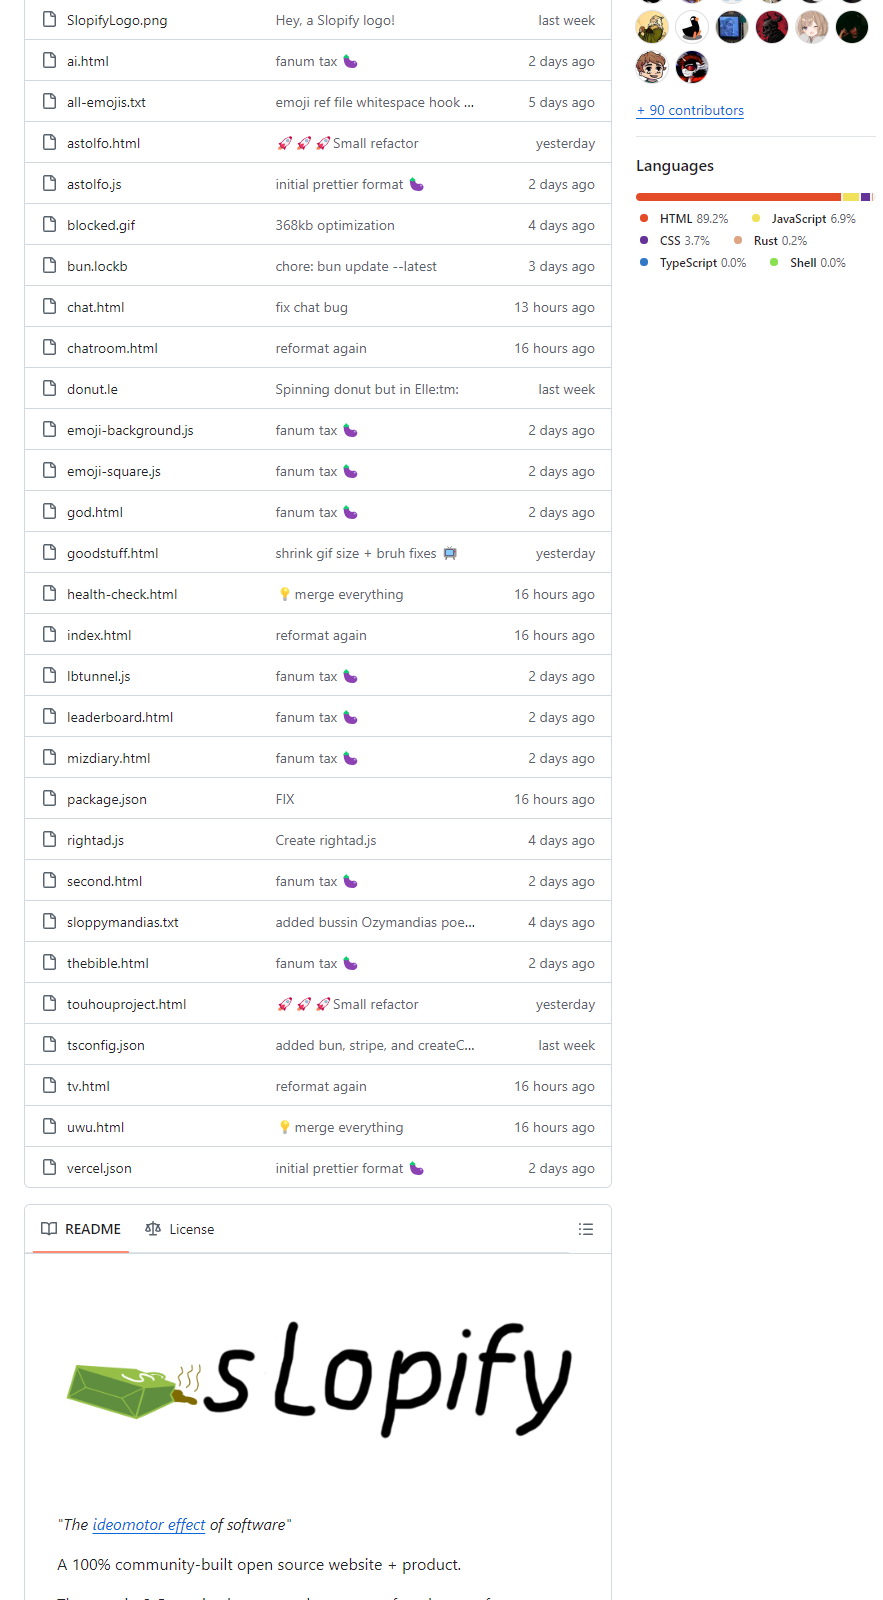 SlopifyLogo.png Hey, a Slopify logo! last week
ai.html fanum tax 🍆 2 days ago
all-emojis.txt emoji ref file whitespace hook ... 5 days ago
astolfo.html 🚀🚀🚀Small refactor yesterday
astolfo.js initial prettier format 🍆 2 days ago
blocked.gif 368kb optimization 4 days ago
bun.lockb chore: bun update --latest 3 days ago
chat.html fix chat bug 13 hours ago
chatroom.html reformat again 16 hours ago
donut.le Spinning donut but in Elle:tm: last week
emoji-background.js fanum tax 🍆 2 days ago
emoji-square.js fanum tax 🍆 2 days ago
god.html fanum tax 🍆 2 days ago
goodstuff.html shrink gif size + bruh fixes 📺 yesterday
health-check.html 💡merge everything 16 hours ago
index.html reformat again 16 hours ago
lbtunnel.js fanum tax 🍆 2 days ago
leaderboard.html fanum tax 🍆 2 days ago
mizdiary.html fanum tax 🍆 2 days ago
package.json FIX 16 hours ago
rightad.js Create rightad.js 4 days ago
second.html fanum tax 🍆 2 days ago
sloppymandias.txt added bussin Ozymandias poe... 4 days ago
thebible.html fanum tax 🍆 2 days ago
touhouproject.html 🚀🚀🚀Small refactor yesterday
tsconfig.json added bun, stripe, and createC... last week
tv.html reformat again 16 hours ago
uwu.html 💡merge everything 16 hours ago
vercel.json initial prettier format 🍆 2 days ago
README License
slopify
"The ideomotor effect of software"
A 100% community-built open source website + product.
+ 90 contributors
Languages
HTML 89.2% JavaScript 6.9%
CSS 3.7% Rust 0.2%
TypeScript 0.0% Shell 0.0%